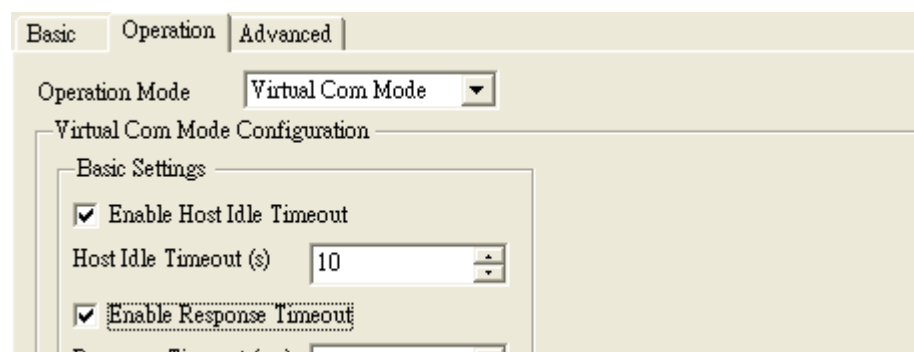 Basic Operation Advanced
Operation Mode Virtual Com Mode
Virtual Com Mode Configuration
Basic Settings
Enable Host Idle Timeout
Host Idle Timeout (s) 10
Enable Response Timeout